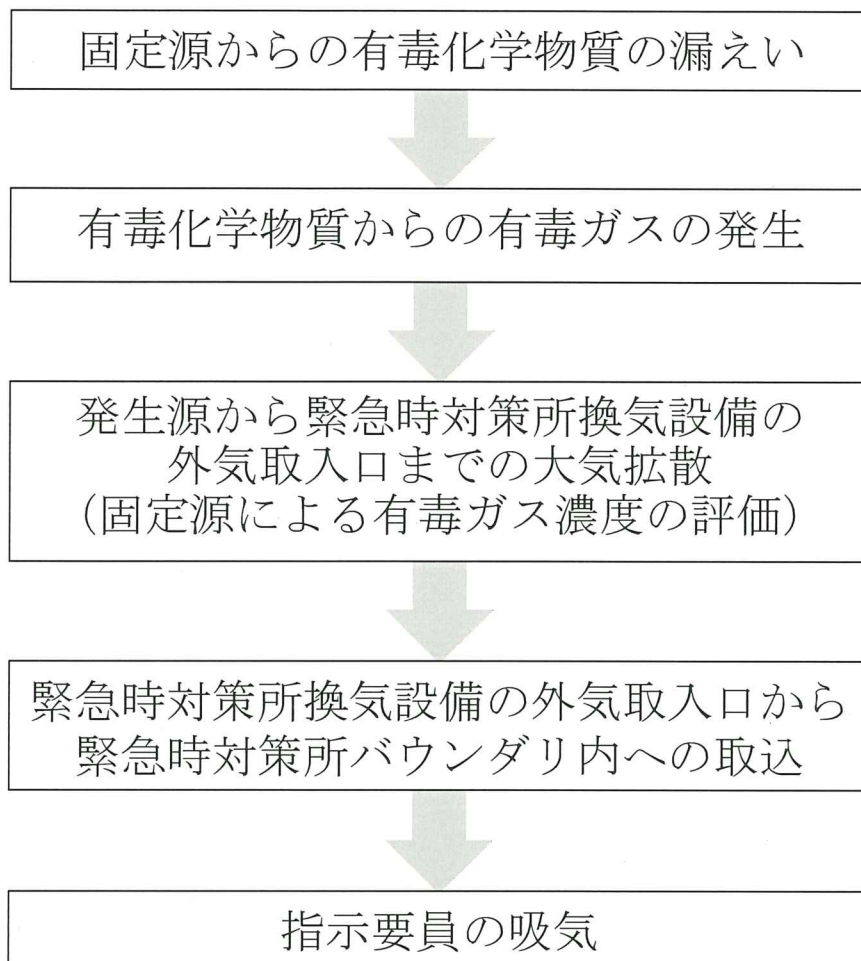 固定源からの有毒化学物質の漏えい
有毒化学物質からの有毒ガスの発生
発生源から緊急時対策所換気設備の
外気取入口までの大気拡散
(固定源による有毒ガス濃度の評価)
緊急時対策所換気設備の外気取入口から
緊急時対策所バウンダリ内への取込
指示要員の吸気